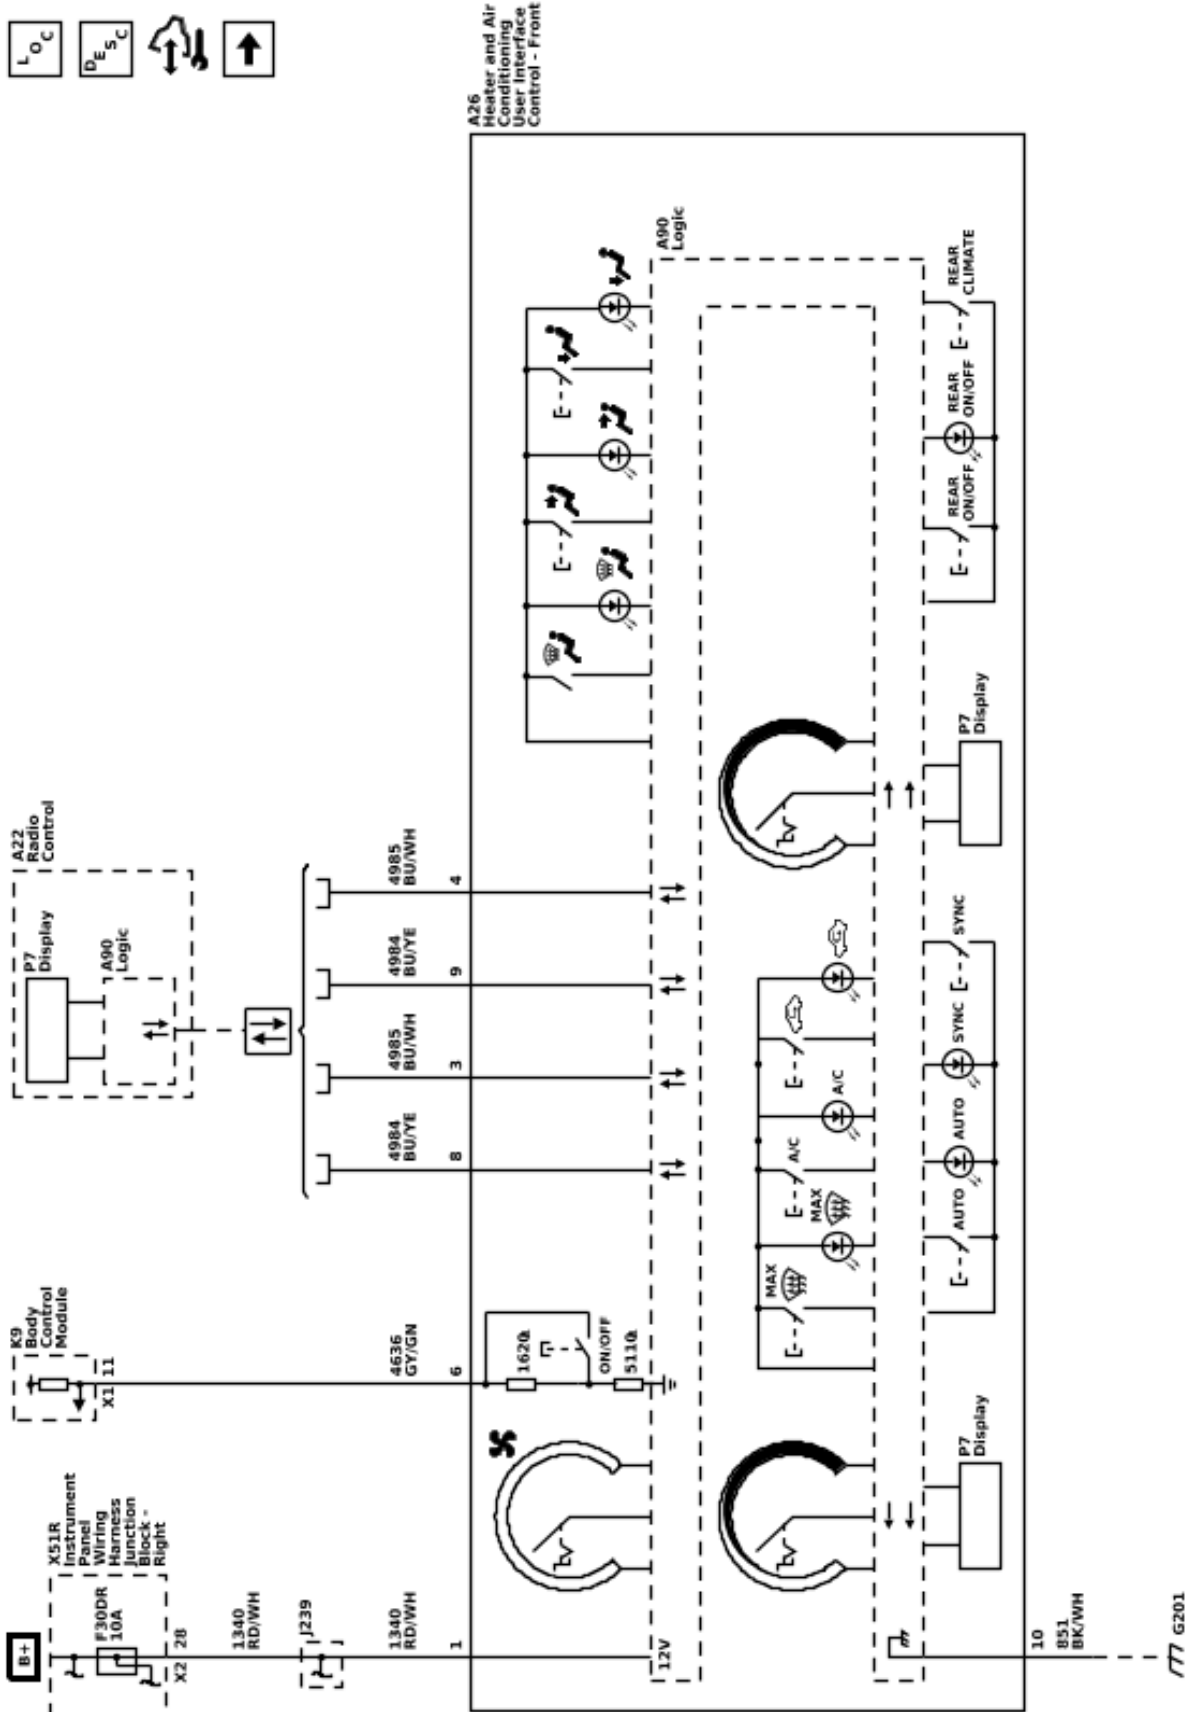 B+
X51R
Instrument
Panel
Wiring
Harness
Junction
Block -
Right
F30DR
10A
X2
28
1340
RD/WH
J239
1340
RD/WH
1
12V
K9
Body
Control
Module
X1
11
4636
GY/GN
6
1620Ω
ON/OFF
5110Ω
A22
Radio
Control
P7
Display
A90
Logic
4984
BU/YE
8
4985
BU/WH
3
4984
BU/YE
9
4985
BU/WH
4
LOC
DESC
A26
Heater and Air
Conditioning
User Interface
Control - Front
A90
Logic
MAX
MAX
A/C
A/C
AUTO
AUTO
SYNC
SYNC
REAR
ON/OFF
REAR
ON/OFF
REAR
CLIMATE
P7
Display
P7
Display
10
851
BK/WH
G201